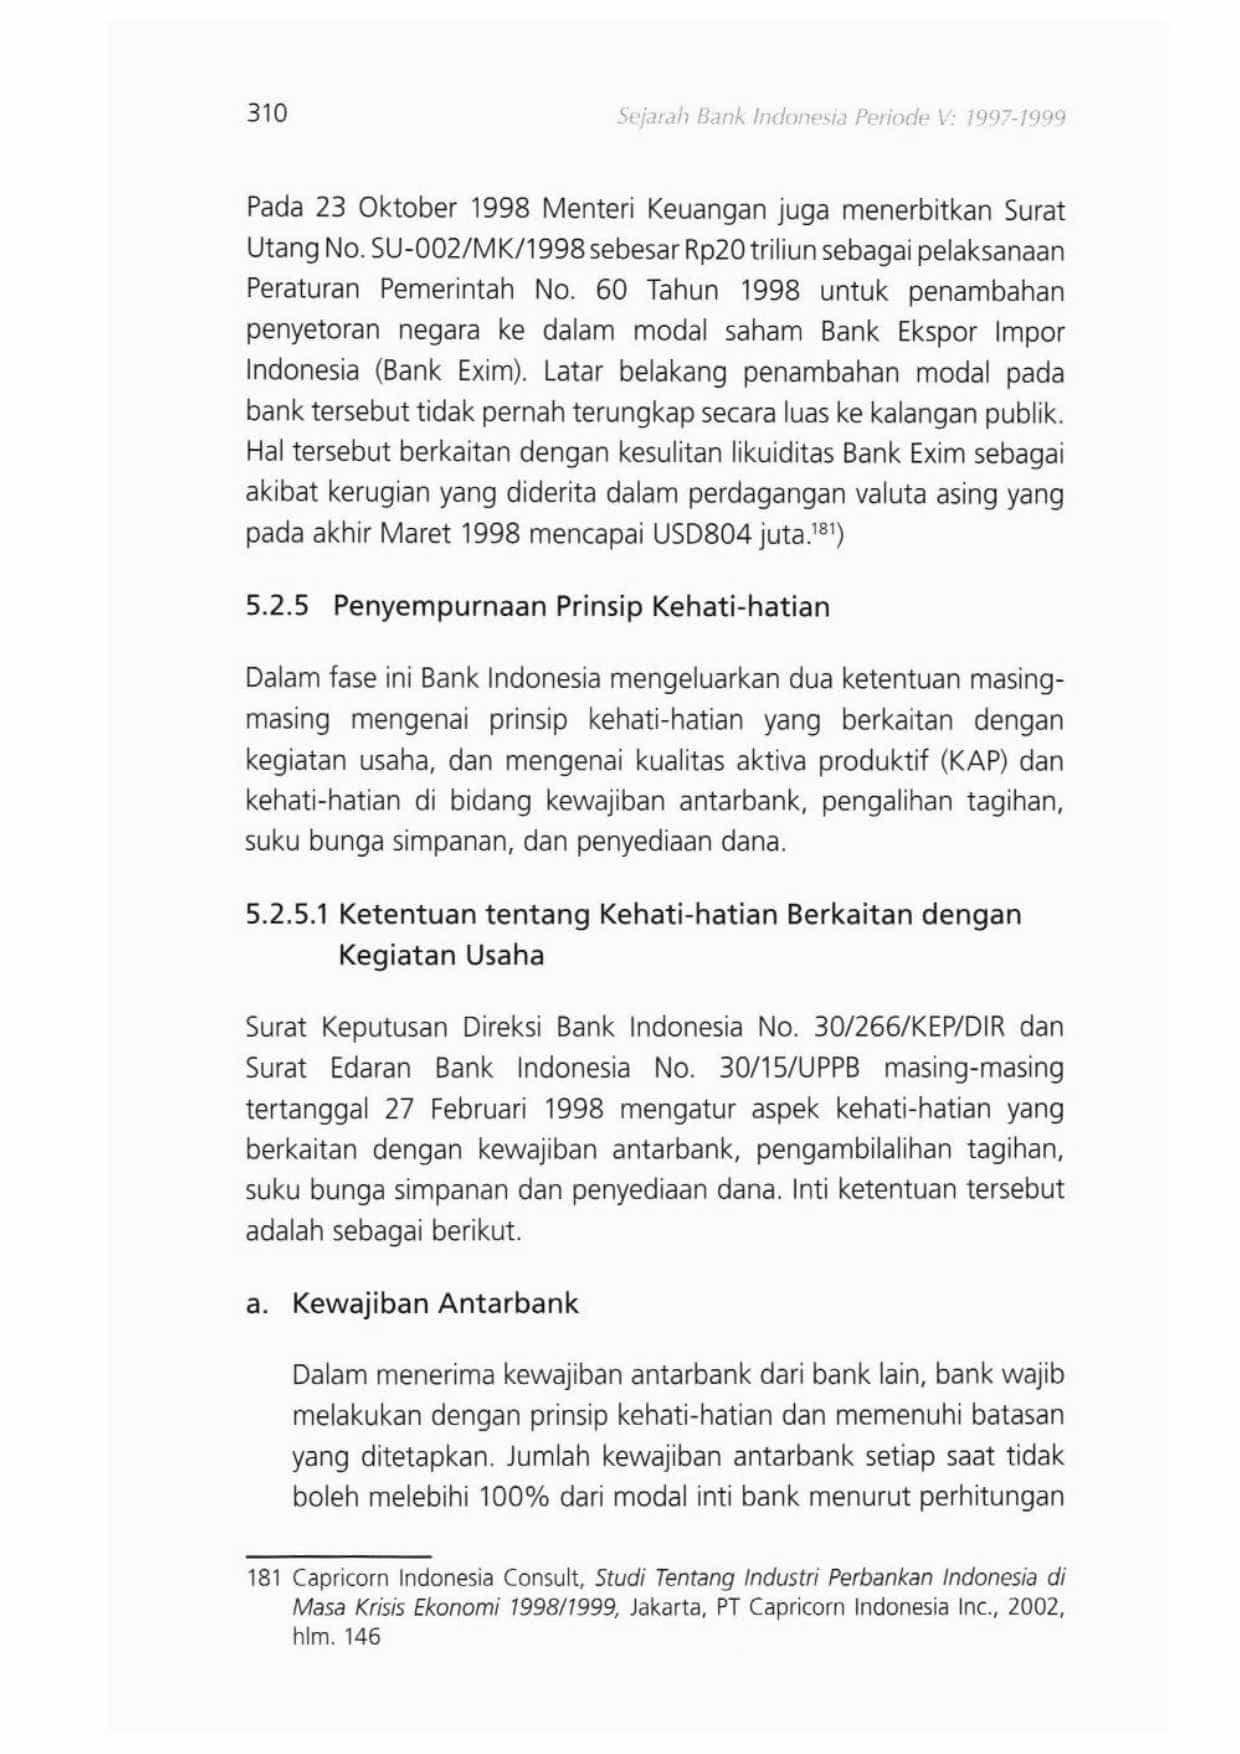 310
Sejarah Bank Indonesia Periode V: 1997-1999
Pada 23 Oktober 1998 Menteri Keuangan juga menerbitkan Surat
Utang No. SU-002/MK/1998 sebesar Rp20 triliun sebagai pelaksanaan
Peraturan Pemerintah No. 60 Tahun 1998 untuk penambahan
penyetoran negara ke dalam modal saham Bank Ekspor Impor
Indonesia (Bank Exim). Latar belakang penambahan modal pada
bank tersebut tidak pernah terungkap secara luas ke kalangan publik.
Hal tersebut berkaitan dengan kesulitan likuiditas Bank Exim sebagai
akibat kerugian yang diderita dalam perdagangan valuta asing yang
pada akhir Maret 1998 mencapai USD804 juta.181)
5.2.5 Penyempurnaan Prinsip Kehati-hatian
Dalam fase ini Bank Indonesia mengeluarkan dua ketentuan masing-
masing mengenai prinsip kehati-hatian yang berkaitan dengan
kegiatan usaha, dan mengenai kualitas aktiva produktif (KAP) dan
kehati-hatian di bidang kewajiban antarbank, pengalihan tagihan,
suku bunga simpanan, dan penyediaan dana.
5.2.5.1 Ketentuan tentang Kehati-hatian Berkaitan dengan
Kegiatan Usaha
Surat Keputusan Direksi Bank Indonesia No. 30/266/KEP/DIR dan
Surat Edaran Bank Indonesia No. 30/15/UPPB masing-masing
tertanggal 27 Februari 1998 mengatur aspek kehati-hatian yang
berkaitan dengan kewajiban antarbank, pengambilalihan tagihan,
suku bunga simpanan dan penyediaan dana. Inti ketentuan tersebut
adalah sebagai berikut.
a. Kewajiban Antarbank
Dalam menerima kewajiban antarbank dari bank lain, bank wajib
melakukan dengan prinsip kehati-hatian dan memenuhi batasan
yang ditetapkan. Jumlah kewajiban antarbank setiap saat tidak
boleh melebihi 100% dari modal inti bank menurut perhitungan
181 Capricorn Indonesia Consult, Studi Tentang Industri Perbankan Indonesia di
Masa Krisis Ekonomi 1998/1999, Jakarta, PT Capricorn Indonesia Inc., 2002,
hlm. 146